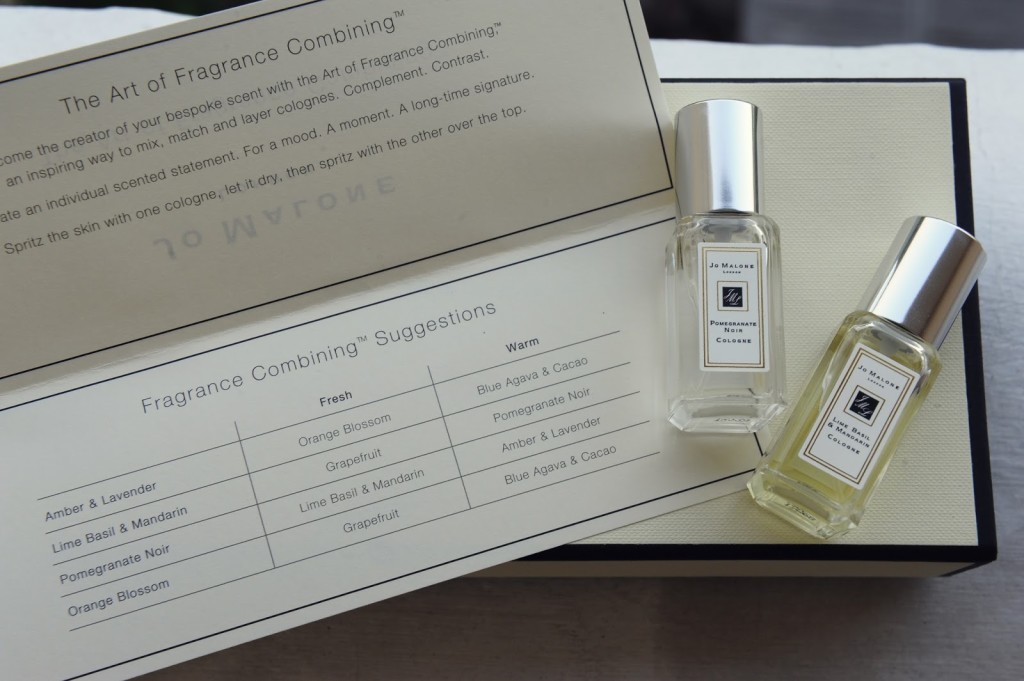 The Art of Fragrance Combining™
come the creator of your bespoke scent with the Art of Fragrance Combining,™
an inspiring way to mix, match and layer colognes. Complement. Contrast.
ate an individual scented statement. For a mood. A moment. A long-time signature.
Spritz the skin with one cologne, let it dry, then spritz with the other over the top.
Jo Malone
Fragrance Combining™ Suggestions
Fresh Warm
Amber & Lavender Orange Blossom Blue Agava & Cacao
Lime Basil & Mandarin Grapefruit Pomegranate Noir
Pomegranate Noir Lime Basil & Mandarin Amber & Lavender
Orange Blossom Grapefruit Blue Agava & Cacao
Jo Malone
London
JML
Pomegranate
Noir
Cologne
Jo Malone
London
JML
Lime Basil
& Mandarin
Cologne